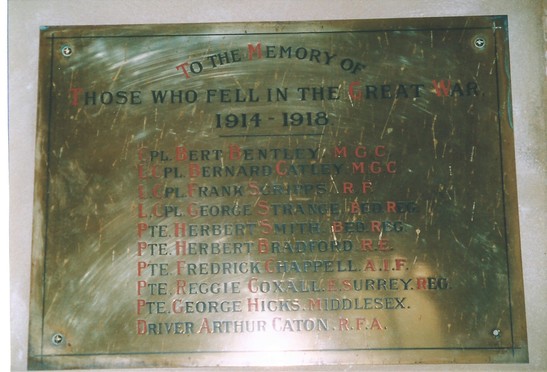 TO THE MEMORY OF
THOSE WHO FELL IN THE GREAT WAR
1914 - 1918
CPL. BERT BENTLEY. M.G.C.
L.CPL. BERNARD CATLEY. M.G.C.
L.CPL. FRANK SCRIPPS. R.F.
L.CPL. GEORGE STRANGE. BED. REG.
PTE. HERBERT SMITH. BED. REG.
PTE. HERBERT BRADFORD. R.E.
PTE. FREDRICK CHAPPELL. A.I.F.
PTE. REGGIE COXALL. E. SURREY. REG.
PTE. GEORGE HICKS. MIDDLESEX.
DRIVER ARTHUR CATON. R.F.A.